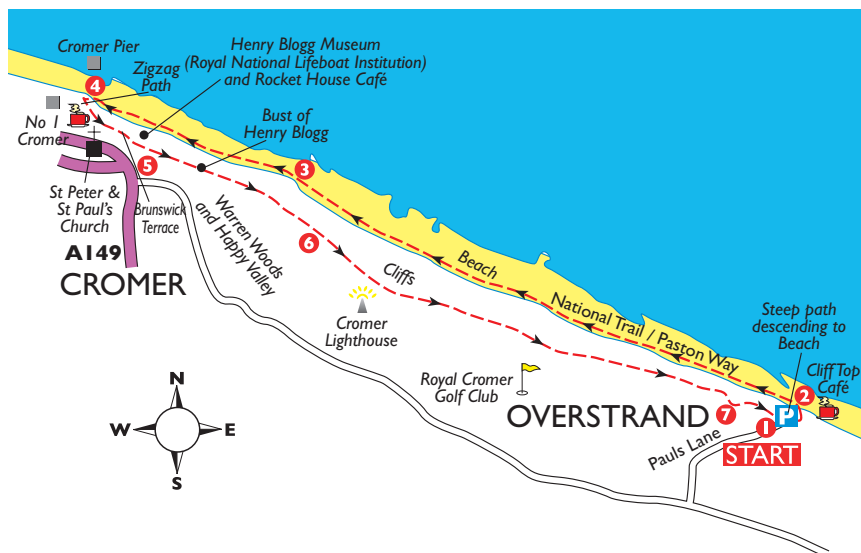 Cromer Pier
Zigzag
Path
Henry Blogg Museum
(Royal National Lifeboat Institution)
and Rocket House Café
4
No 1
Cromer
Bust of
Henry Blogg
5
3
St Peter &
St Paul's
Church
Brunswick
Terrace
A149
CROMER
Warren Woods
and Happy Valley
6
Cliffs
Beach
National Trail / Paston Way
Cromer
Lighthouse
Steep path
descending to
Beach
Cliff Top
Café
2
Royal Cromer
Golf Club
OVERSTRAND
7
1
P
Pauls Lane
START
N
W
E
S